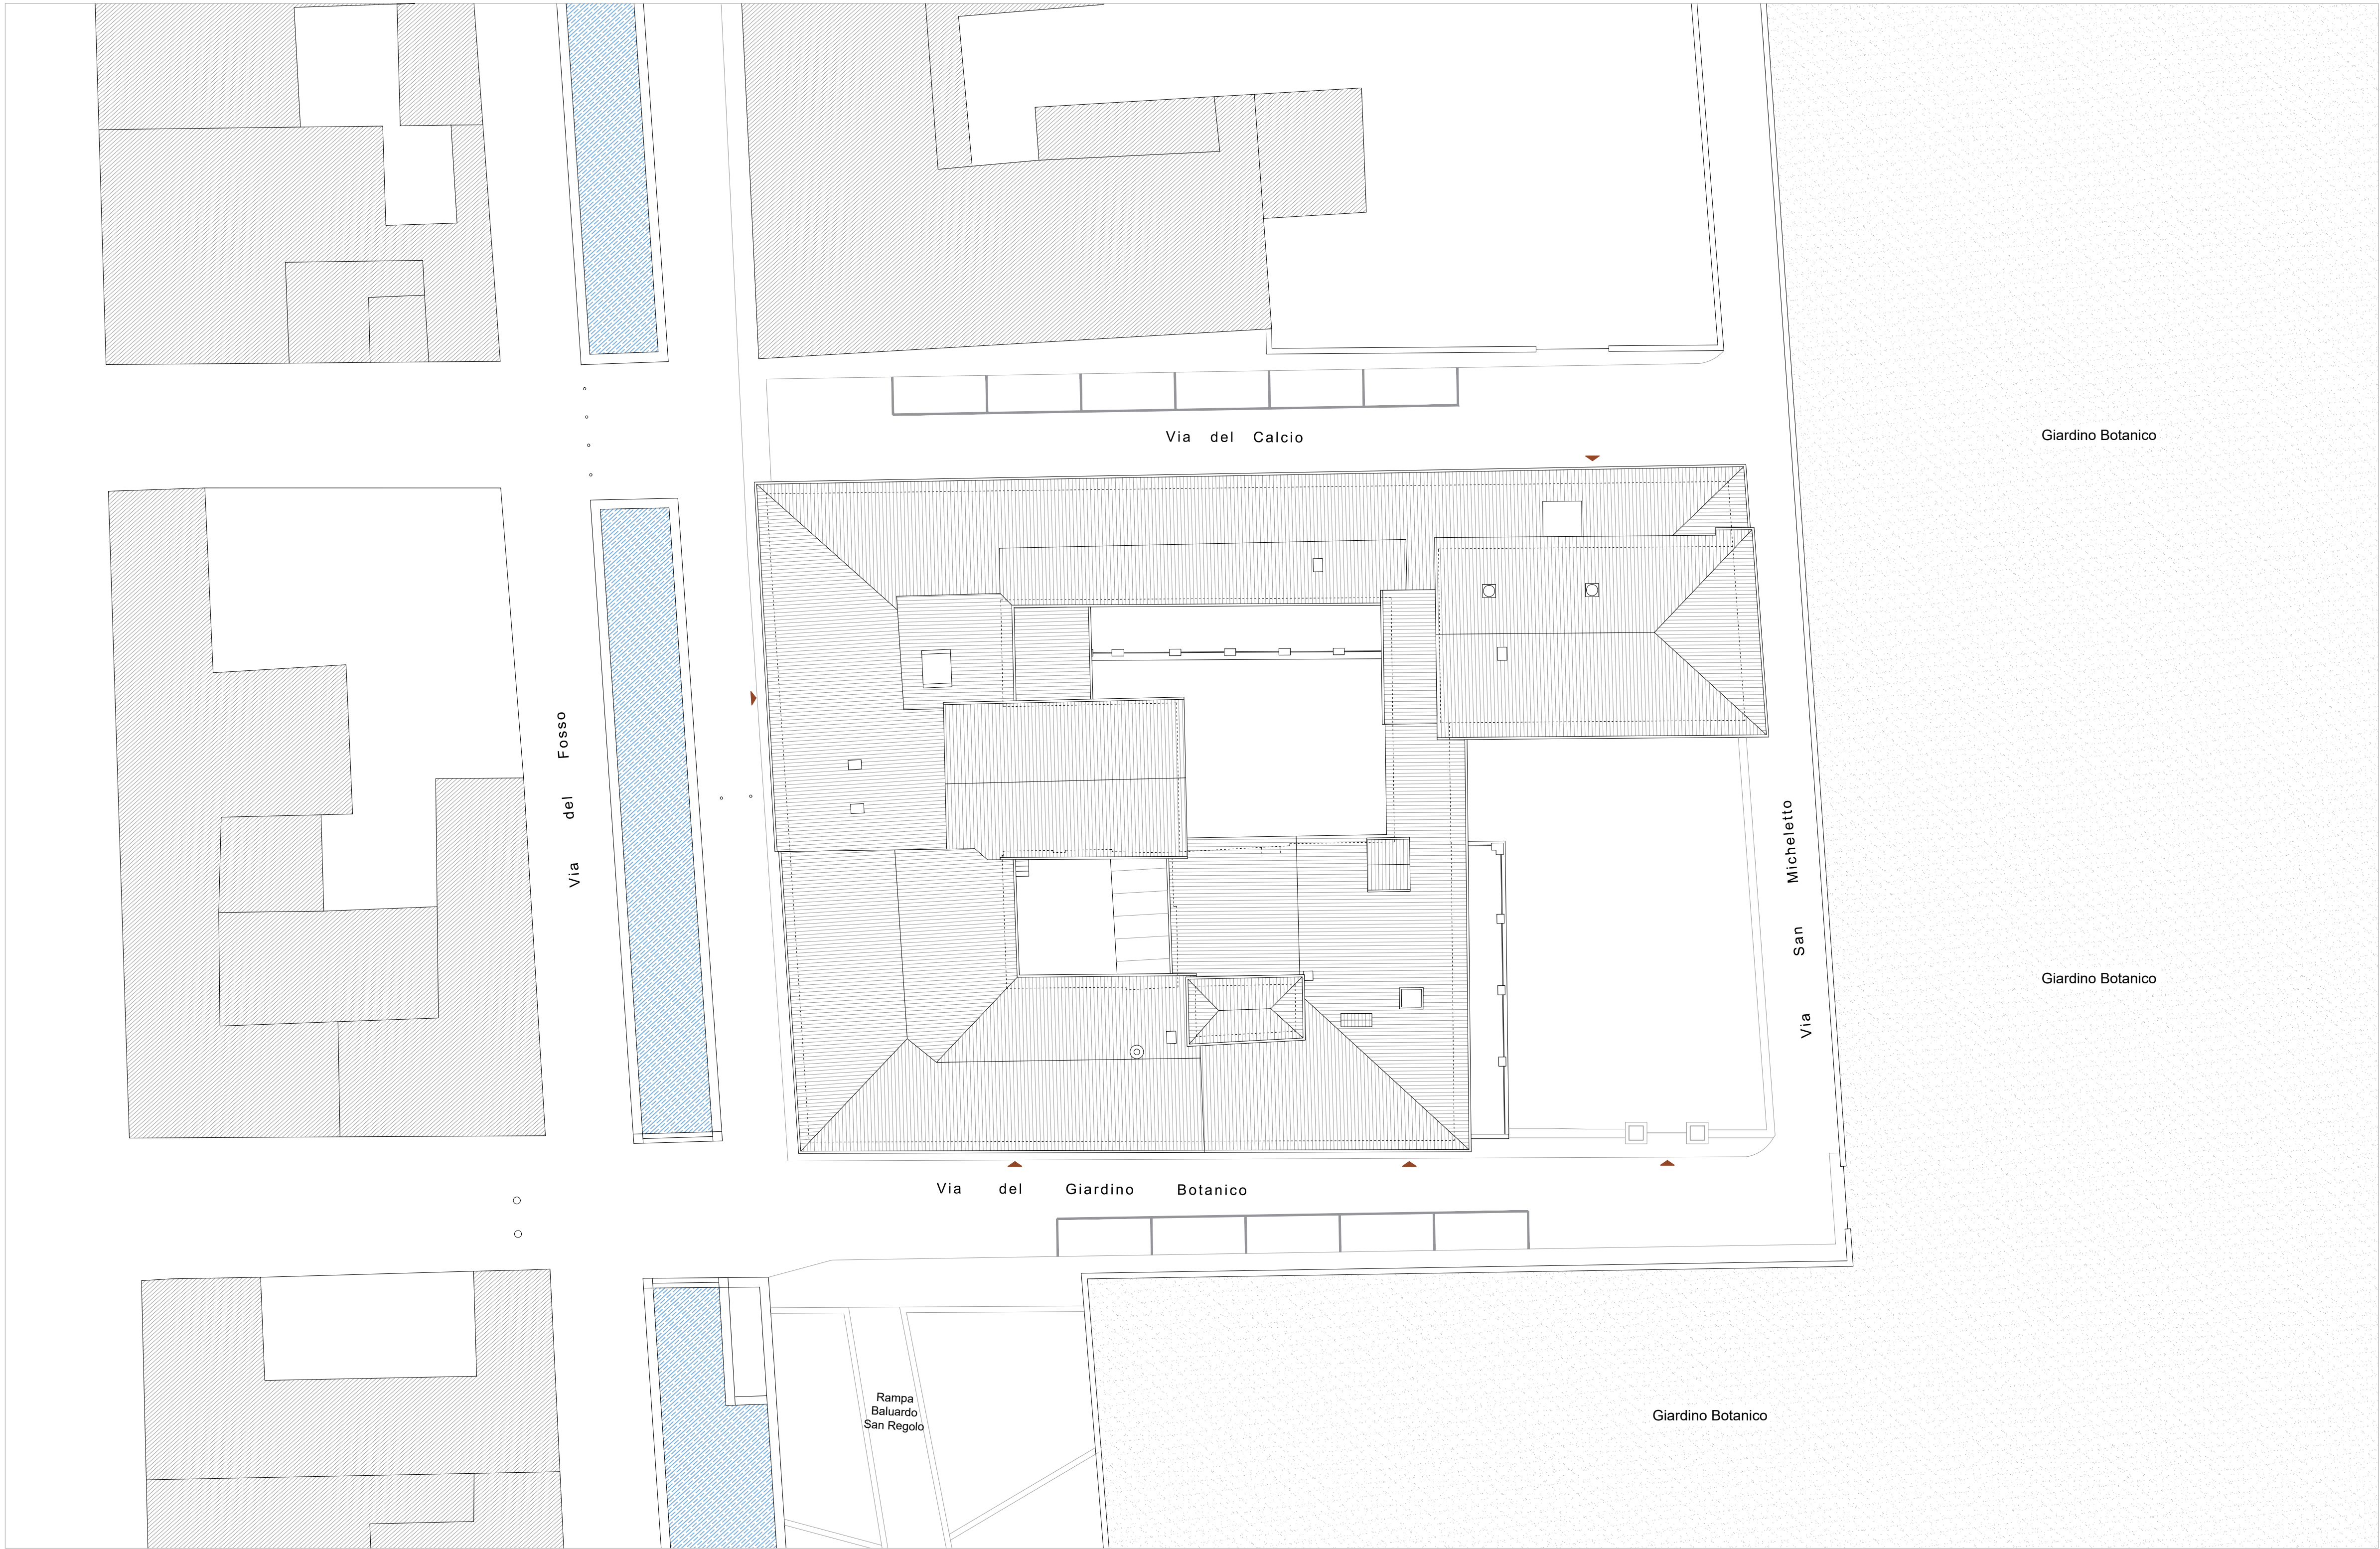 Via del Calcio
Giardino Botanico
Via del Fosso
Via San Micheletto
Giardino Botanico
Via del Giardino Botanico
Rampa
Baluardo
San Regolo
Giardino Botanico